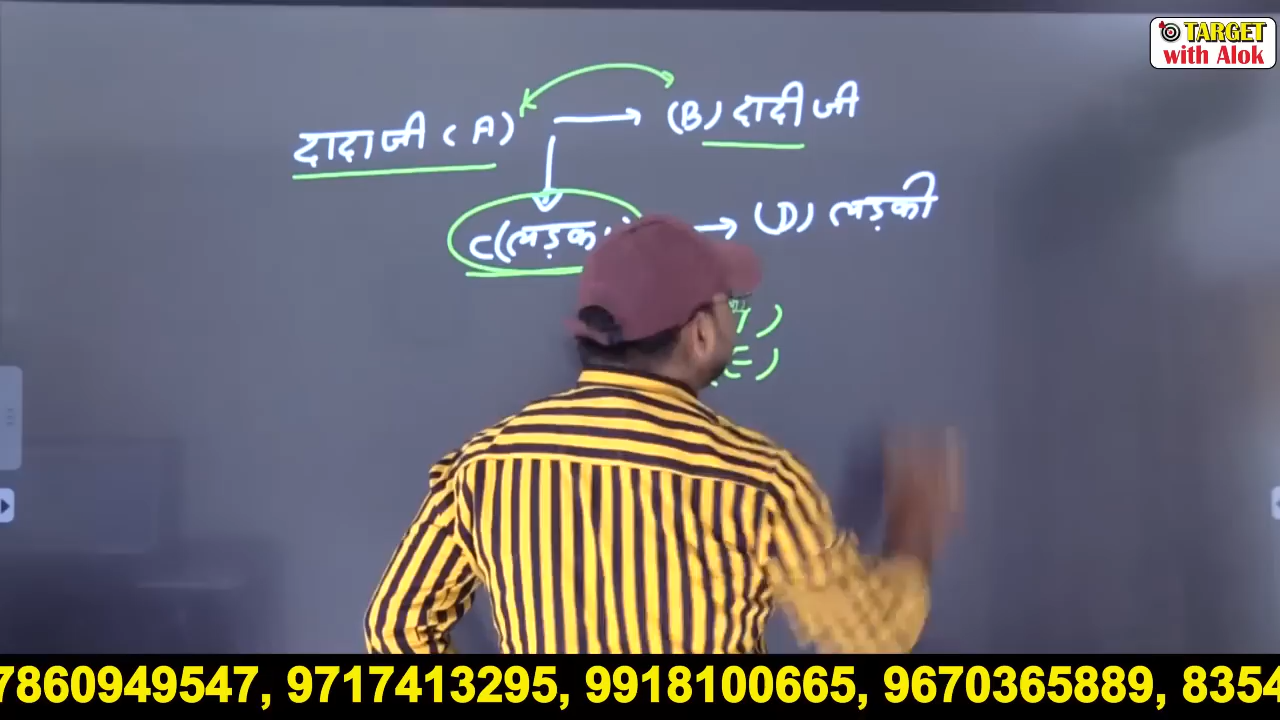 TARGET
with Alok
दादाजी (A) (B) दादी जी
C(लड़का (D) लड़की
E)
7860949547, 9717413295, 9918100665, 9670365889, 8354